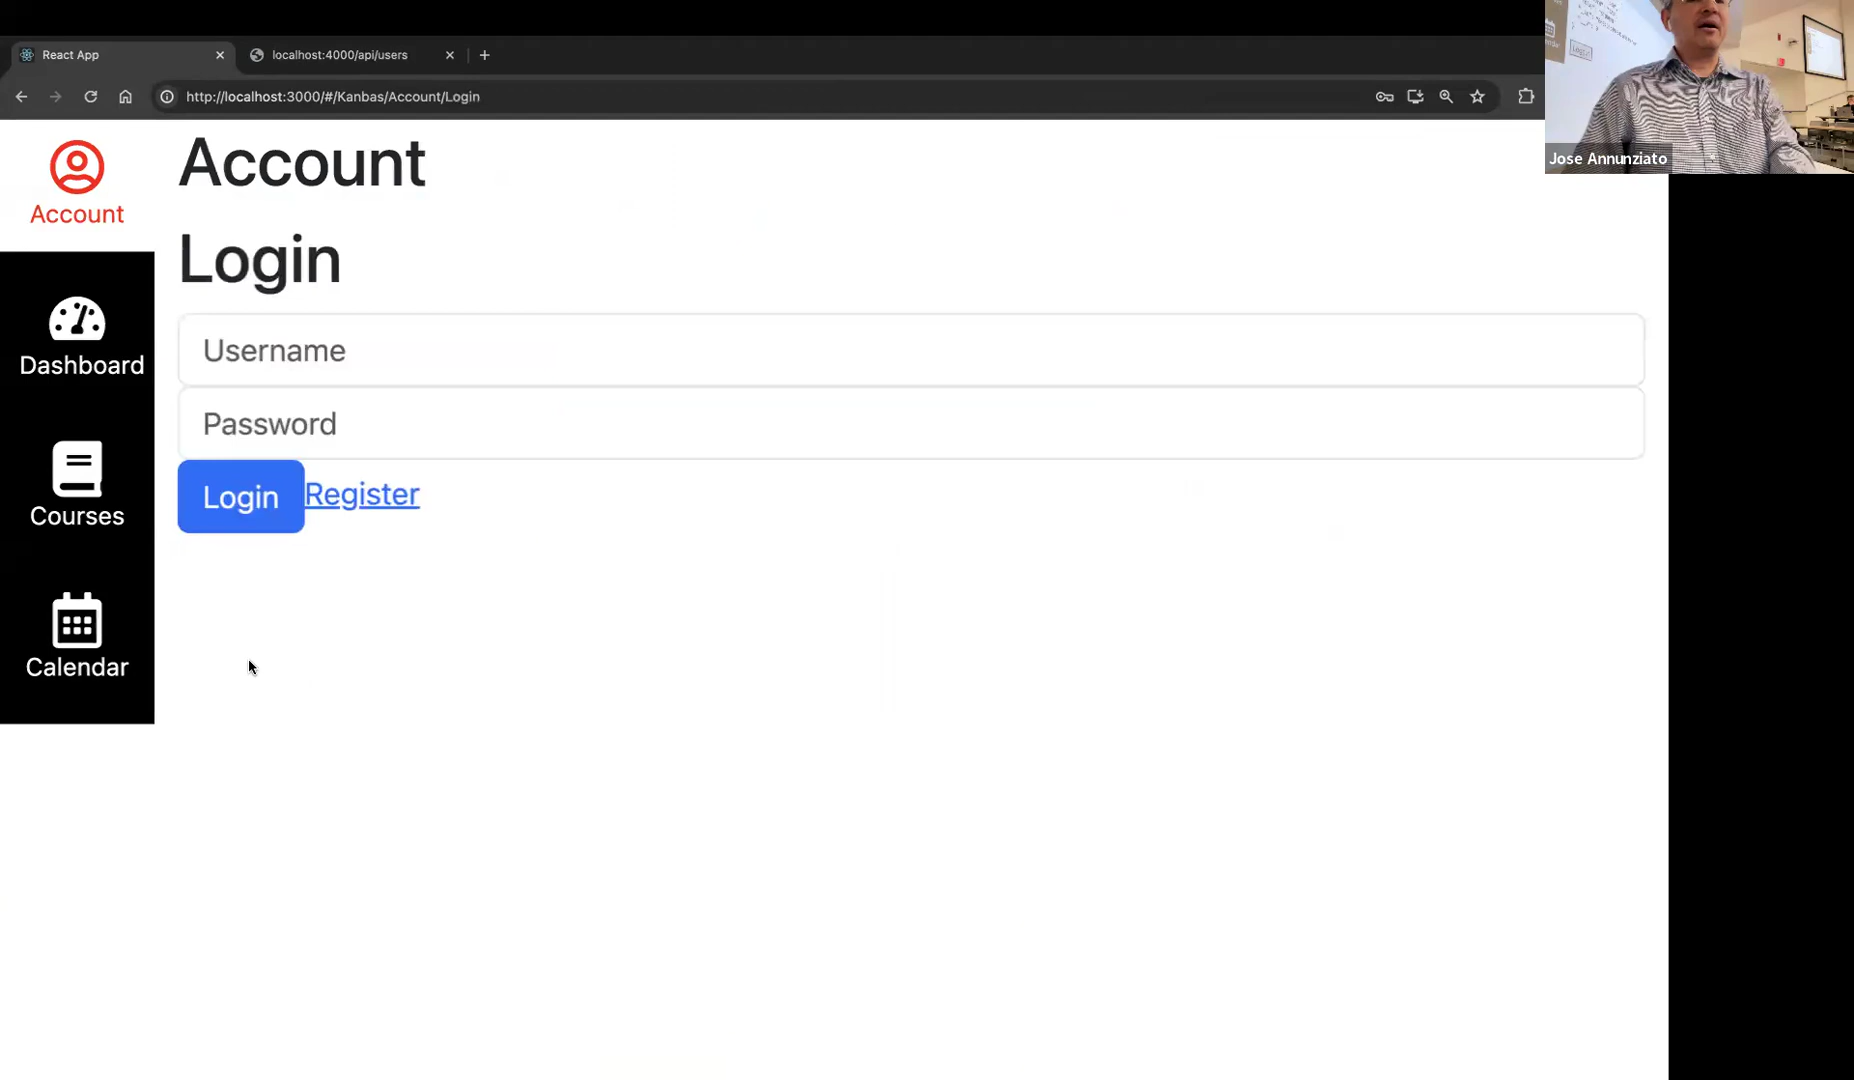 React App
localhost:4000/api/users
http://localhost:3000/#/Kanbas/Account/Login
Jose Annunziato
Account
Dashboard
Courses
Calendar
Account
Login
Username
Password
Login Register